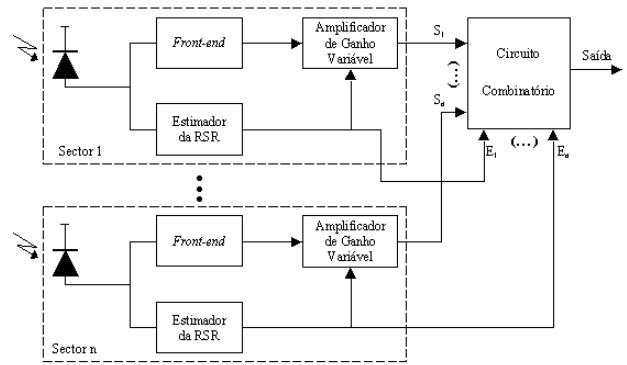 Front-end
Amplificador
de Ganho
Variável
Estimador
da RSR
Sector 1
S1
(...)
Sd
Circuito
Combinatório
Saída
E1
(...)
Front-end
Amplificador
de Ganho
Variável
Estimador
da RSR
Sector n